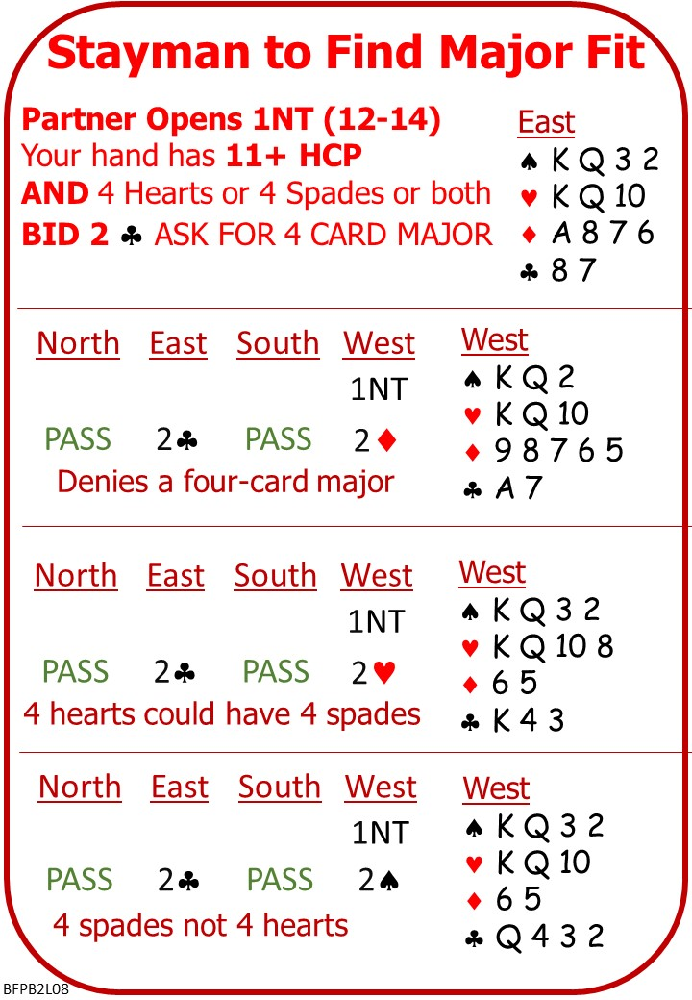 Stayman to Find Major Fit
Partner Opens 1NT (12-14)
Your hand has 11+ HCP
AND 4 Hearts or 4 Spades or both
BID 2 ♣ ASK FOR 4 CARD MAJOR
East
♠ K Q 3 2
♥ K Q 10
♦ A 8 7 6
♣ 8 7
North East South West
1NT
PASS 2♣ PASS 2♦
Denies a four-card major
West
♠ K Q 2
♥ K Q 10
♦ 9 8 7 6 5
♣ A 7
North East South West
1NT
PASS 2♣ PASS 2♥
4 hearts could have 4 spades
West
♠ K Q 3 2
♥ K Q 10 8
♦ 6 5
♣ K 4 3
North East South West
1NT
PASS 2♣ PASS 2♠
4 spades not 4 hearts
West
♠ K Q 3 2
♥ K Q 10
♦ 6 5
♣ Q 4 3 2
BFPB2L08